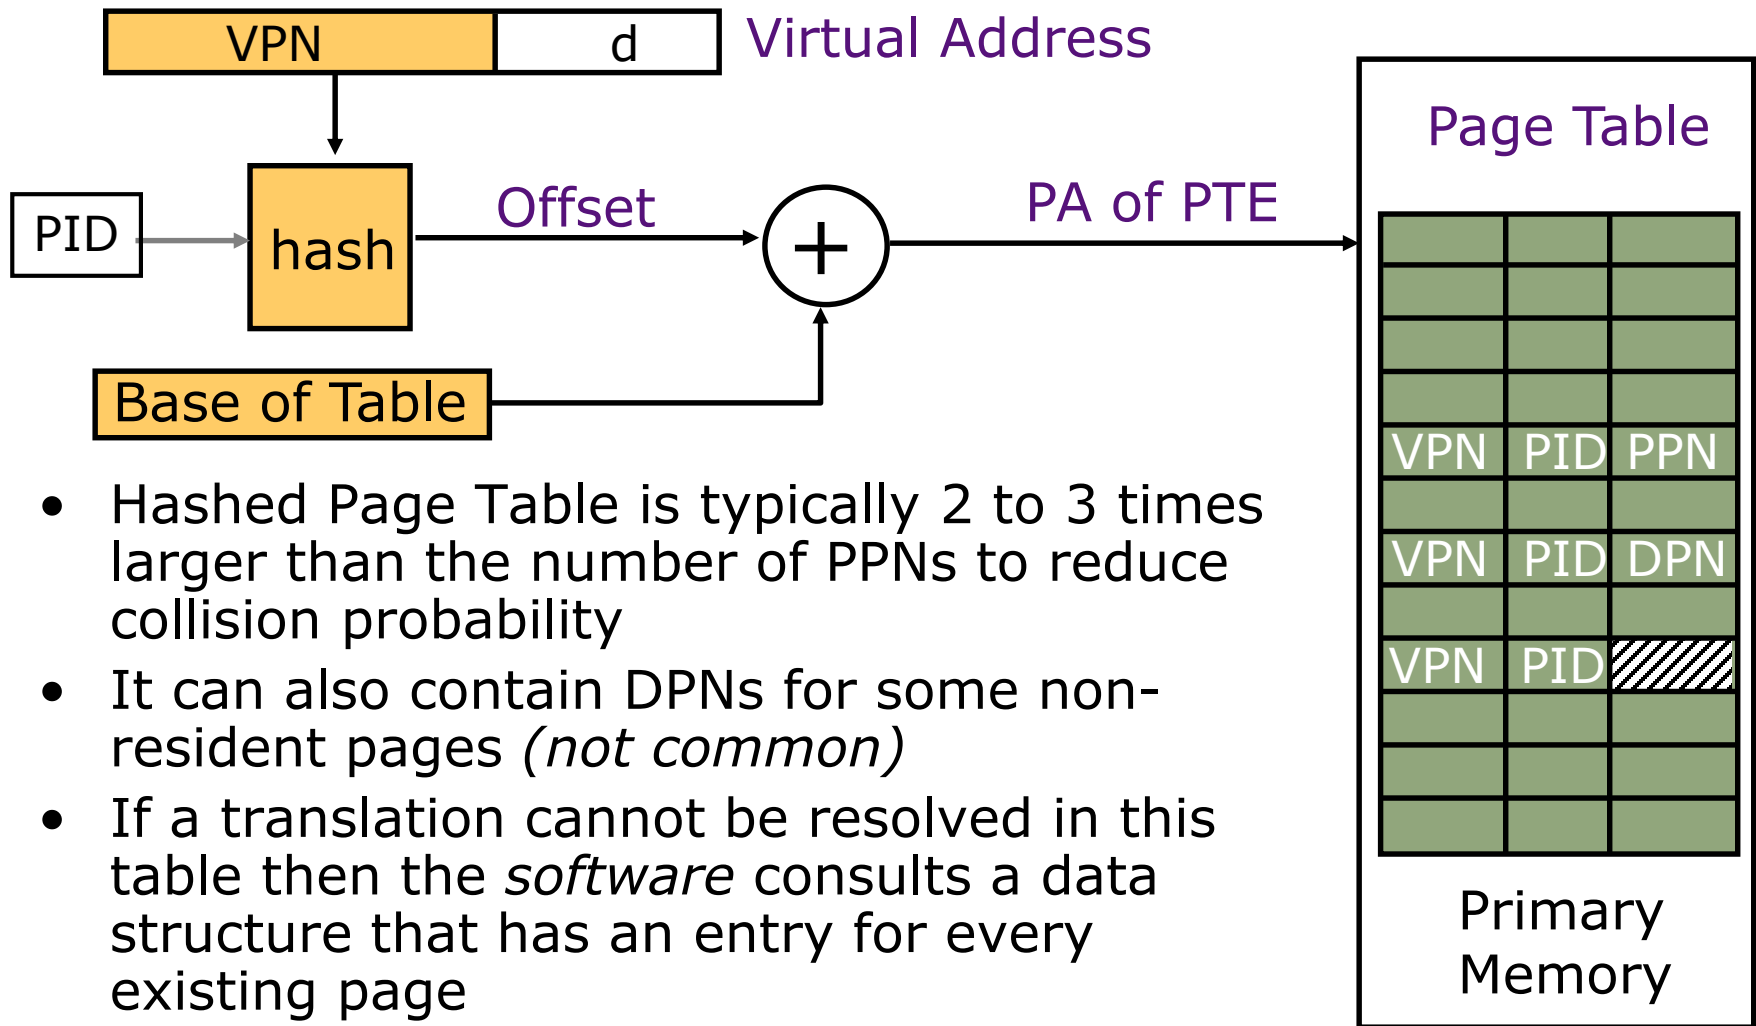 VPN d Virtual Address
Page Table
PID hash Offset + PA of PTE
Base of Table
VPN PID PPN
VPN PID DPN
VPN PID
• Hashed Page Table is typically 2 to 3 times
larger than the number of PPNs to reduce
collision probability
• It can also contain DPNs for some non-
resident pages (not common)
• If a translation cannot be resolved in this
table then the software consults a data
structure that has an entry for every
existing page
Primary
Memory